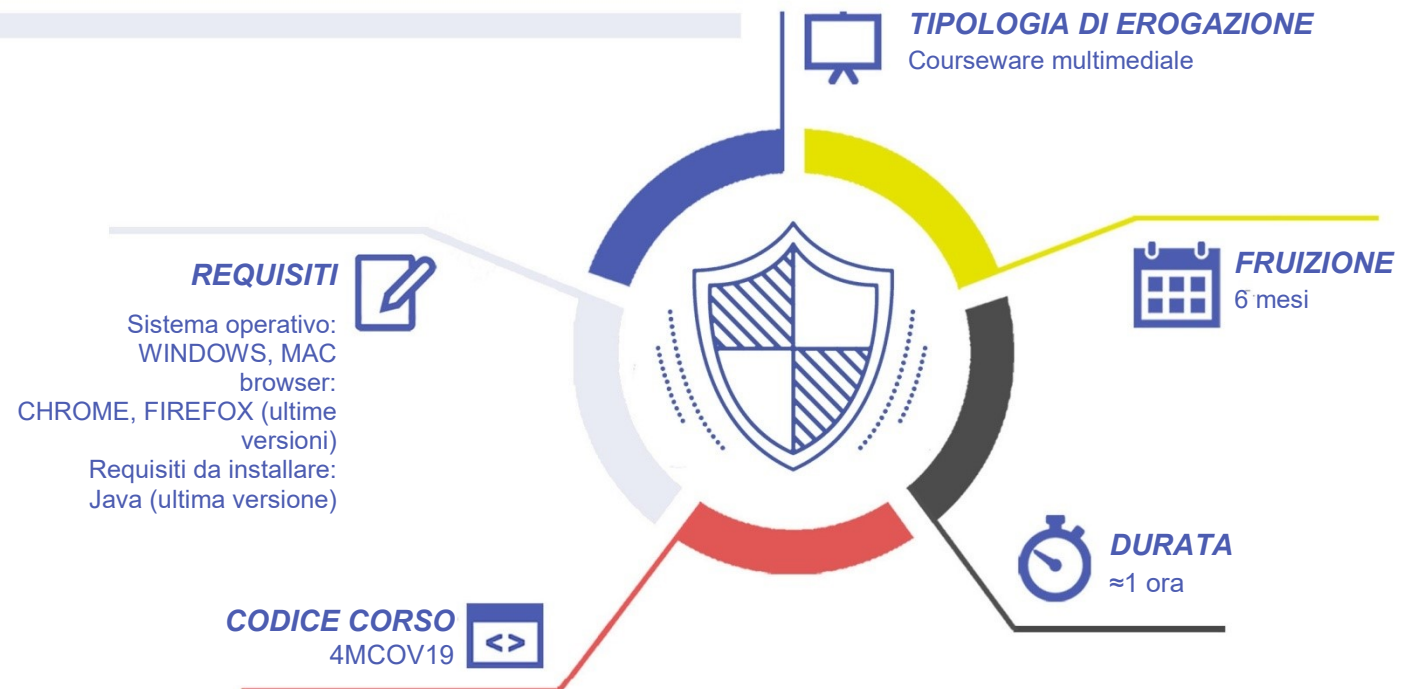 TIPOLOGIA DI EROGAZIONE
Courseware multimediale
REQUISITI
Sistema operativo:
WINDOWS, MAC
browser:
CHROME, FIREFOX (ultime
versioni)
Requisiti da installare:
Java (ultima versione)
FRUIZIONE
6 mesi
DURATA
≈1 ora
CODICE CORSO
4MCOV19
<>